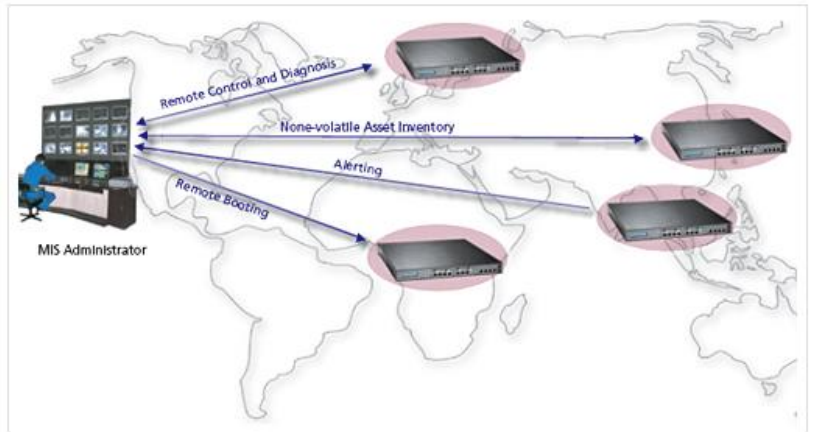 Remote Control and Diagnosis
None-volatile Asset Inventory
Alerting
Remote Booting
MIS Administrator